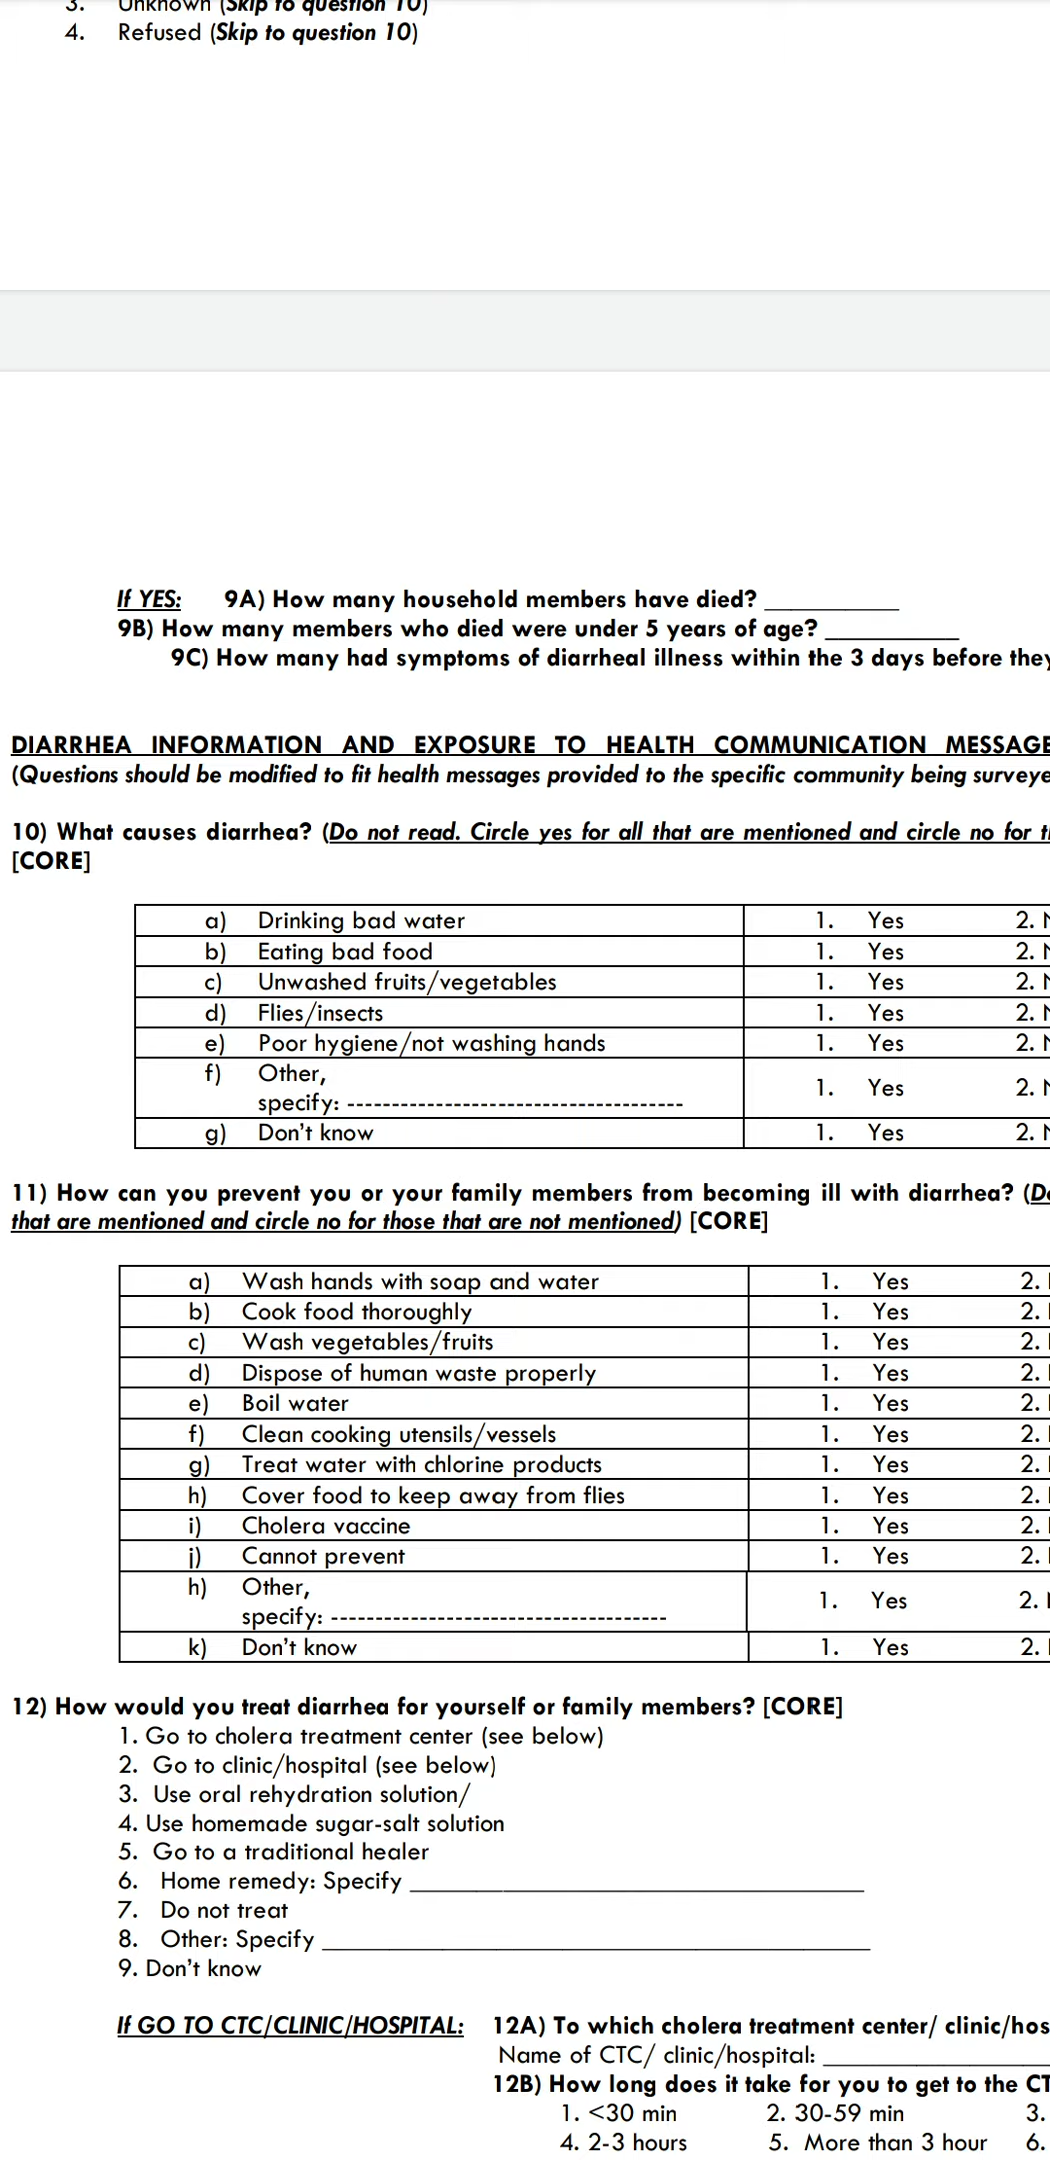 3. Unknown (Skip to question 10)
4. Refused (Skip to question 10)
If YES: 9A) How many household members have died? ___________
9B) How many members who died were under 5 years of age? ___________
9C) How many had symptoms of diarrheal illness within the 3 days before they
DIARRHEA INFORMATION AND EXPOSURE TO HEALTH COMMUNICATION MESSAGE
(Questions should be modified to fit health messages provided to the specific community being surveye
10) What causes diarrhea? (Do not read. Circle yes for all that are mentioned and circle no for
[CORE]
a) Drinking bad water 1. Yes 2.
b) Eating bad food 1. Yes 2.
c) Unwashed fruits/vegetables 1. Yes 2.
d) Flies/insects 1. Yes 2.
e) Poor hygiene/not washing hands 1. Yes 2.
f) Other,
specify: -------------------------------------- 1. Yes 2.
g) Don't know 1. Yes 2.
11) How can you prevent you or your family members from becoming ill with diarrhea? (
that are mentioned and circle no for those that are not mentioned) [CORE]
a) Wash hands with soap and water 1. Yes 2.
b) Cook food thoroughly 1. Yes 2.
c) Wash vegetables/fruits 1. Yes 2.
d) Dispose of human waste properly 1. Yes 2.
e) Boil water 1. Yes 2.
f) Clean cooking utensils/vessels 1. Yes 2.
g) Treat water with chlorine products 1. Yes 2.
h) Cover food to keep away from flies 1. Yes 2.
i) Cholera vaccine 1. Yes 2.
j) Cannot prevent 1. Yes 2.
h) Other,
specify: -------------------------------------- 1. Yes 2.
k) Don't know 1. Yes 2.
12) How would you treat diarrhea for yourself or family members? [CORE]
1. Go to cholera treatment center (see below)
2. Go to clinic/hospital (see below)
3. Use oral rehydration solution/
4. Use homemade sugar-salt solution
5. Go to a traditional healer
6. Home remedy: Specify ___________
7. Do not treat
8. Other: Specify ___________
9. Don't know
If GO TO CTC/CLINIC/HOSPITAL: 12A) To which cholera treatment center/ clinic/hos
Name of CTC/ clinic/hospital: ___________
12B) How long does it take for you to get to the CT
1. <30 min 2. 30-59 min 3.
4. 2-3 hours 5. More than 3 hour 6.